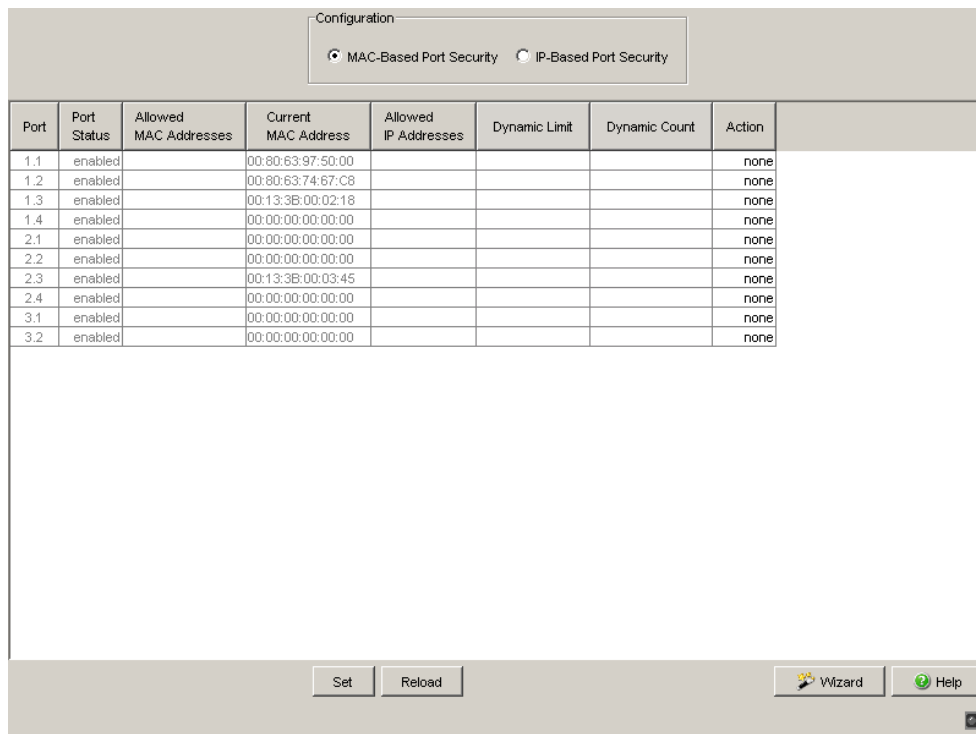 Configuration
MAC-Based Port Security IP-Based Port Security
Port Port Status Allowed MAC Addresses Current MAC Address Allowed IP Addresses Dynamic Limit Dynamic Count Action
1.1 enabled 00:80:63:97:50:00 none
1.2 enabled 00:80:63:74:67:C8 none
1.3 enabled 00:13:3B:00:02:18 none
1.4 enabled 00:00:00:00:00:00 none
2.1 enabled 00:00:00:00:00:00 none
2.2 enabled 00:00:00:00:00:00 none
2.3 enabled 00:13:3B:00:03:45 none
2.4 enabled 00:00:00:00:00:00 none
3.1 enabled 00:00:00:00:00:00 none
3.2 enabled 00:00:00:00:00:00 none
Set Reload Wizard Help